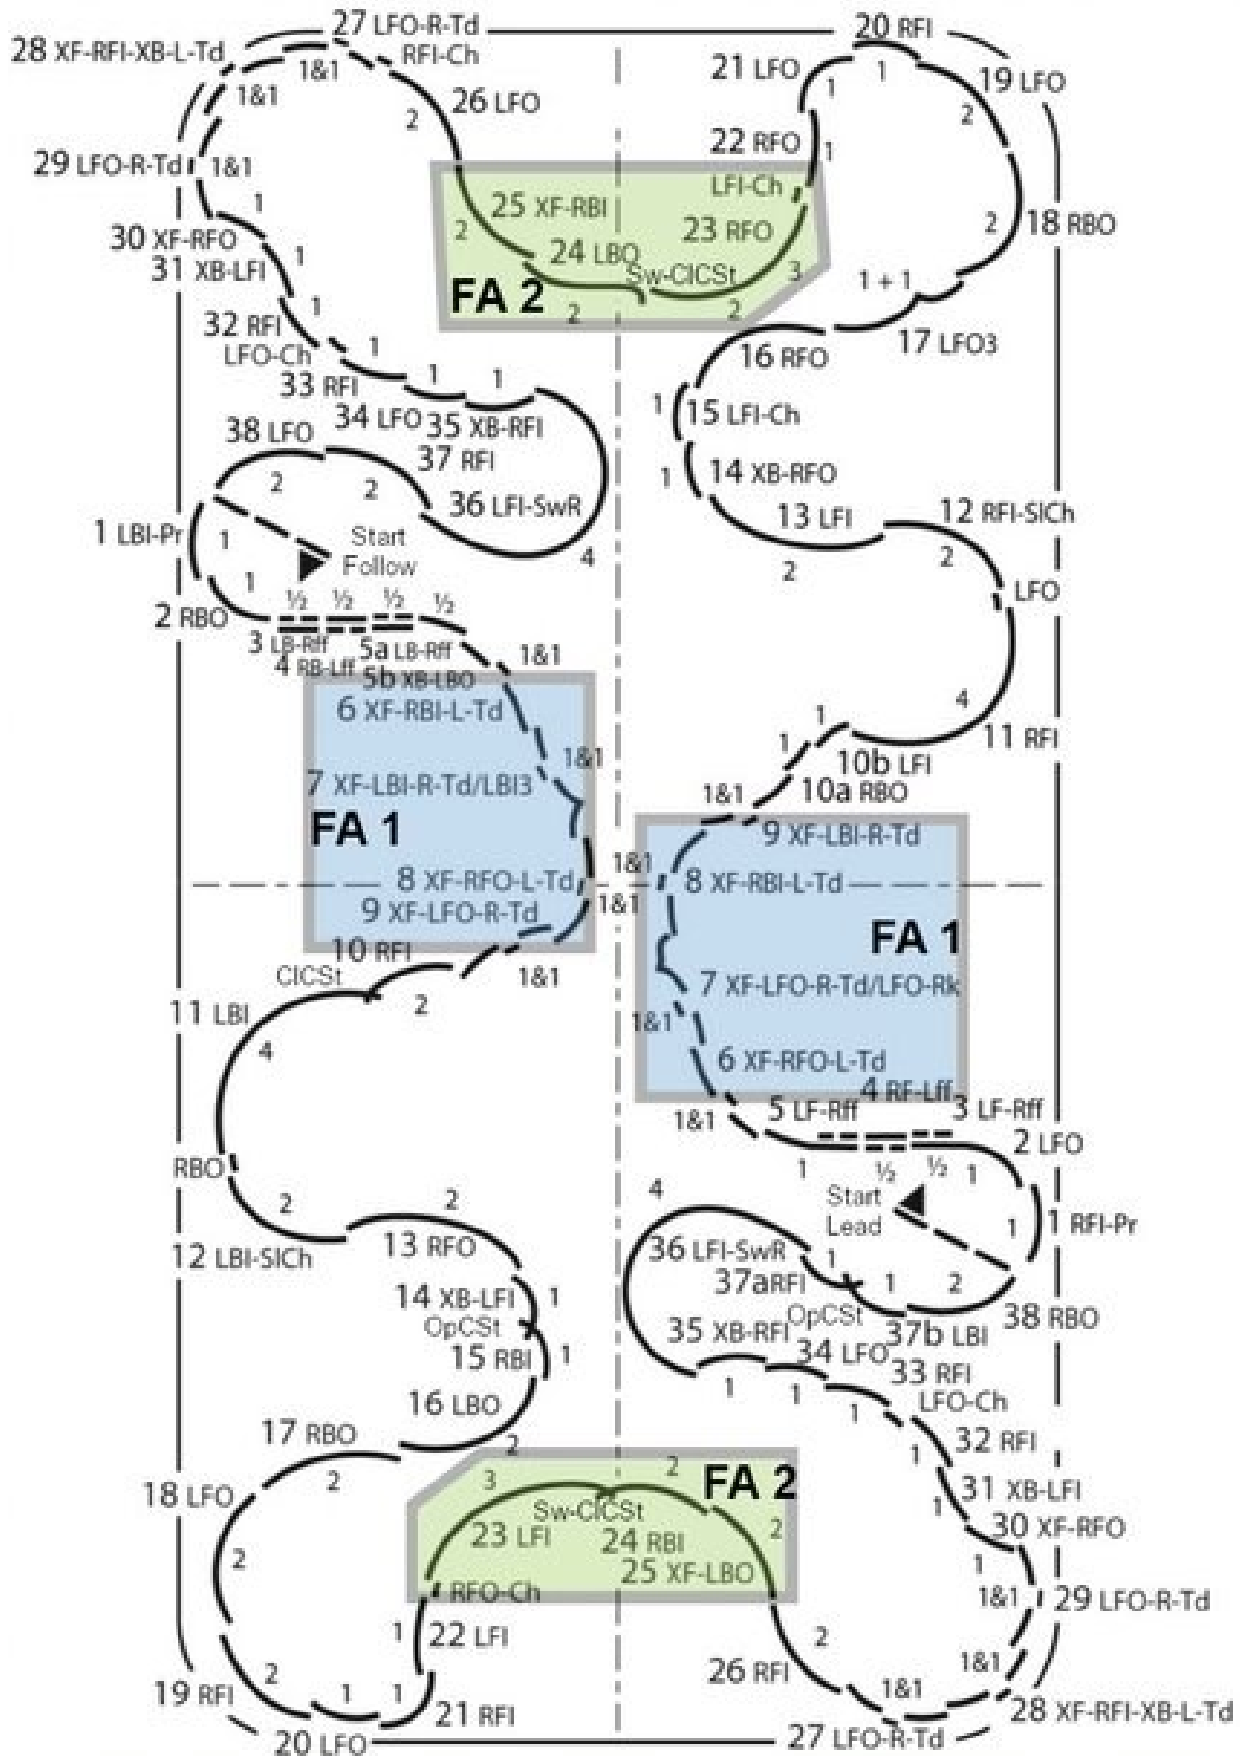 27 LFO-R-Td
20 RFI
28 XF-RFI-XB-L-Td
RFI-Ch
1&1
21 LFO
1
19 LFO
1&1
26 LFO
1
2
2
22 RFO
1
29 LFO-R-Td
1&1
LFI-Ch
1
25 XF-RBI
2
23 RFO
2
18 RBO
30 XF-RFO
24 LBO
31 XB-LFI
1
Sw-ClCSt
3
1 + 1
FA 2
2
2
1
32 RFI
17 LFO3
LFO-Ch
1
16 RFO
33 RFI
1
1
34 LFO
35 XB-RFI
1
15 LFI-Ch
38 LFO
37 RFI
1
14 XB-RFO
2
2
36 LFI-SwR
13 LFI
12 RFI-SlCh
1 LBI-Pr
1
Start
Follow
4
2
2
1
LFO
2 RBO
½
½
½
½
3 LB-Rff
4 RB-Lff
5a LB-Rff
5b XB-LBO
1&1
6 XF-RBI-L-Td
4
1
11 RFI
1
10b LFI
7 XF-LBI-R-Td/LBI3
1&1
10a RBO
1&1
FA 1
9 XF-LBI-R-Td
8 XF-RFO-L-Td
1&1
8 XF-RBI-L-Td
9 XF-LFO-R-Td
1&1
FA 1
10 RFI
ClCSt
1&1
7 XF-LFO-R-Td/LFO-Rk
11 LBI
2
1&1
4
6 XF-RFO-L-Td
4 RF-Lff
1&1
5 LF-Rff
3 LF-Rff
2 LFO
RBO
1
½
½
1
2
2
4
Start
Lead
1
1 RFI-Pr
12 LBI-SlCh
13 RFO
36 LFI-SwR
1
37aRFI
1
2
14 XB-LFI
1
OpCSt
38 RBO
OpCSt
35 XB-RFI
37b LBI
15 RBI
1
34 LFO
33 RFI
16 LBO
1
1
1
LFO-Ch
17 RBO
2
1
32 RFI
2
3
2
FA 2
31 XB-LFI
18 LFO
Sw-ClCSt
1
30 XF-RFO
23 LFI
24 RBI
2
2
25 XF-LBO
1
RFO-Ch
1&1
29 LFO-R-Td
1
22 LFI
2
1&1
2
26 RFI
19 RFI
1
1
1&1
21 RFI
28 XF-RFI-XB-L-Td
20 LFO
27 LFO-R-Td